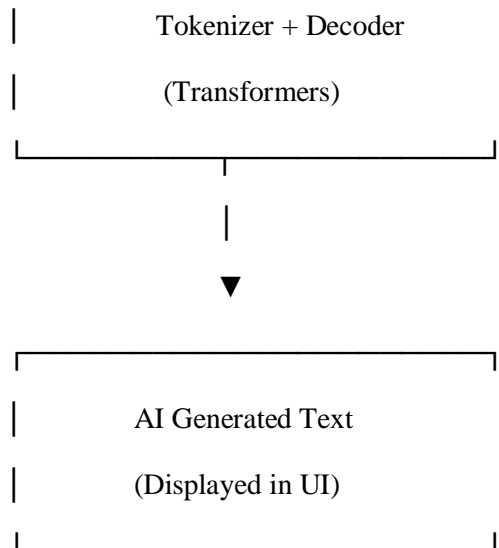 Tokenizer + Decoder
(Transformers)
AI Generated Text
(Displayed in UI)